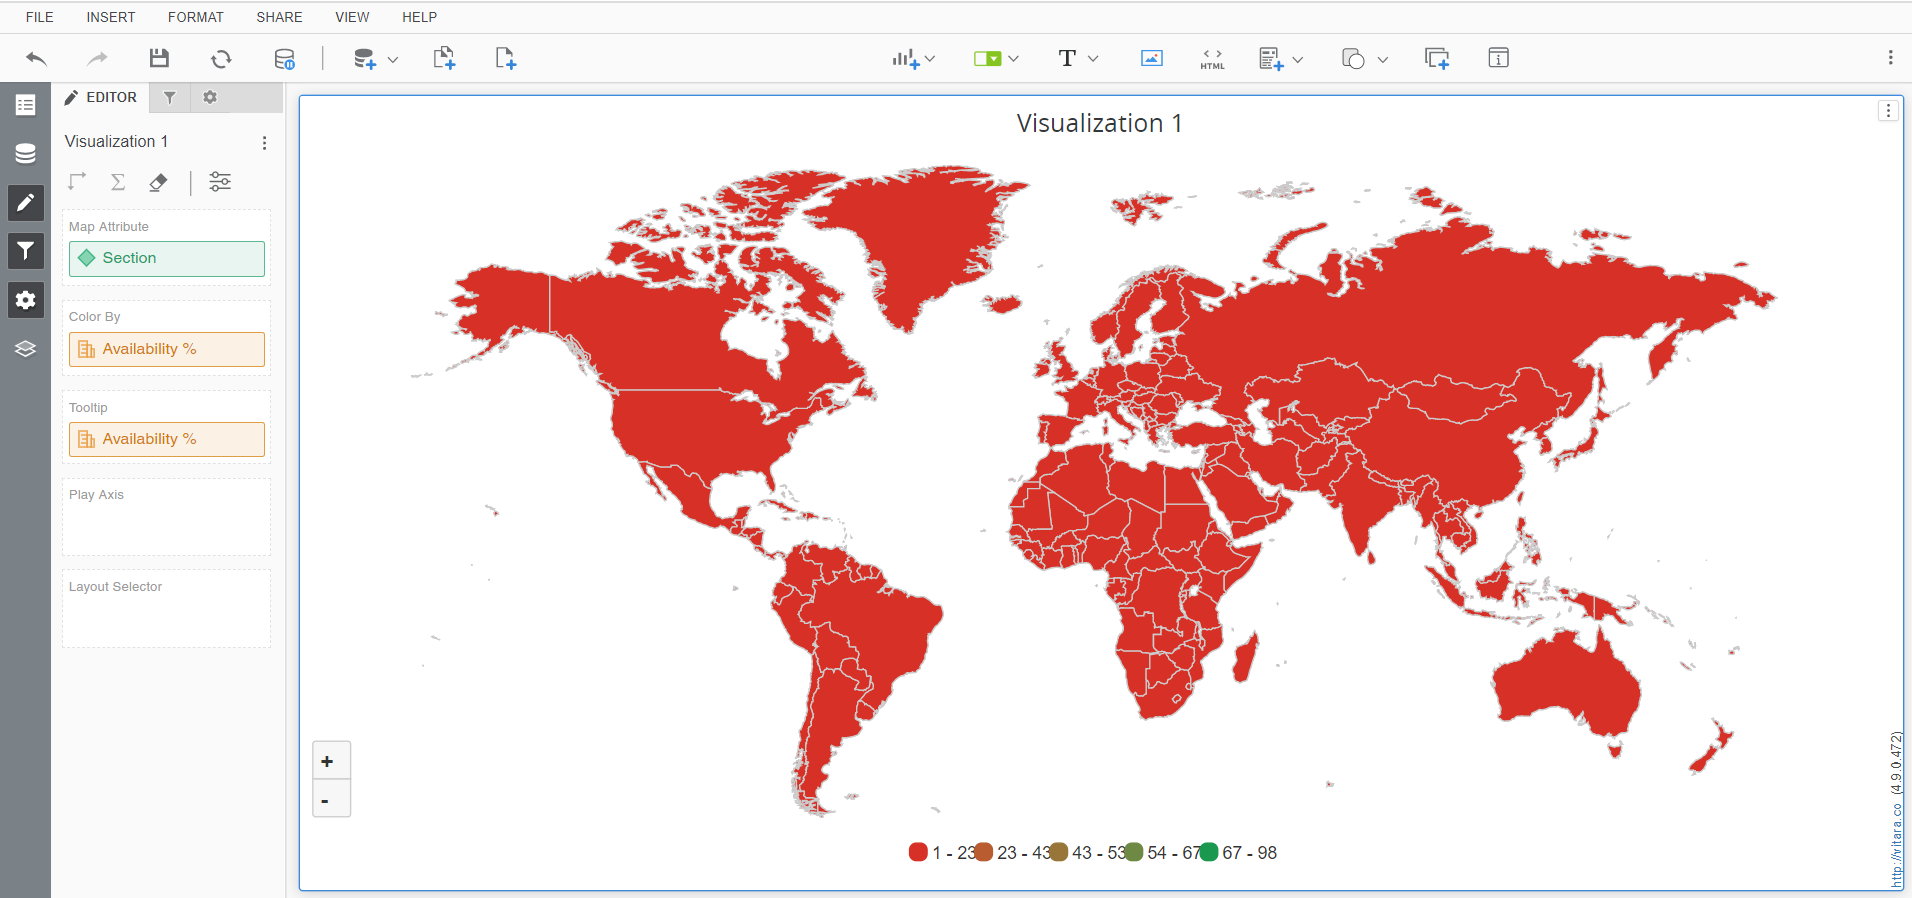 FILE INSERT FORMAT SHARE VIEW HELP
T
< > HTML
EDITOR
Visualization 1
Σ
Map Attribute
Section
Color By
Availability %
Tooltip
Availability %
Play Axis
Layout Selector
Visualization 1
+
-
1 - 23 23 - 43 43 - 53 54 - 67 67 - 98
http://vitara.co (4.9.0.472)